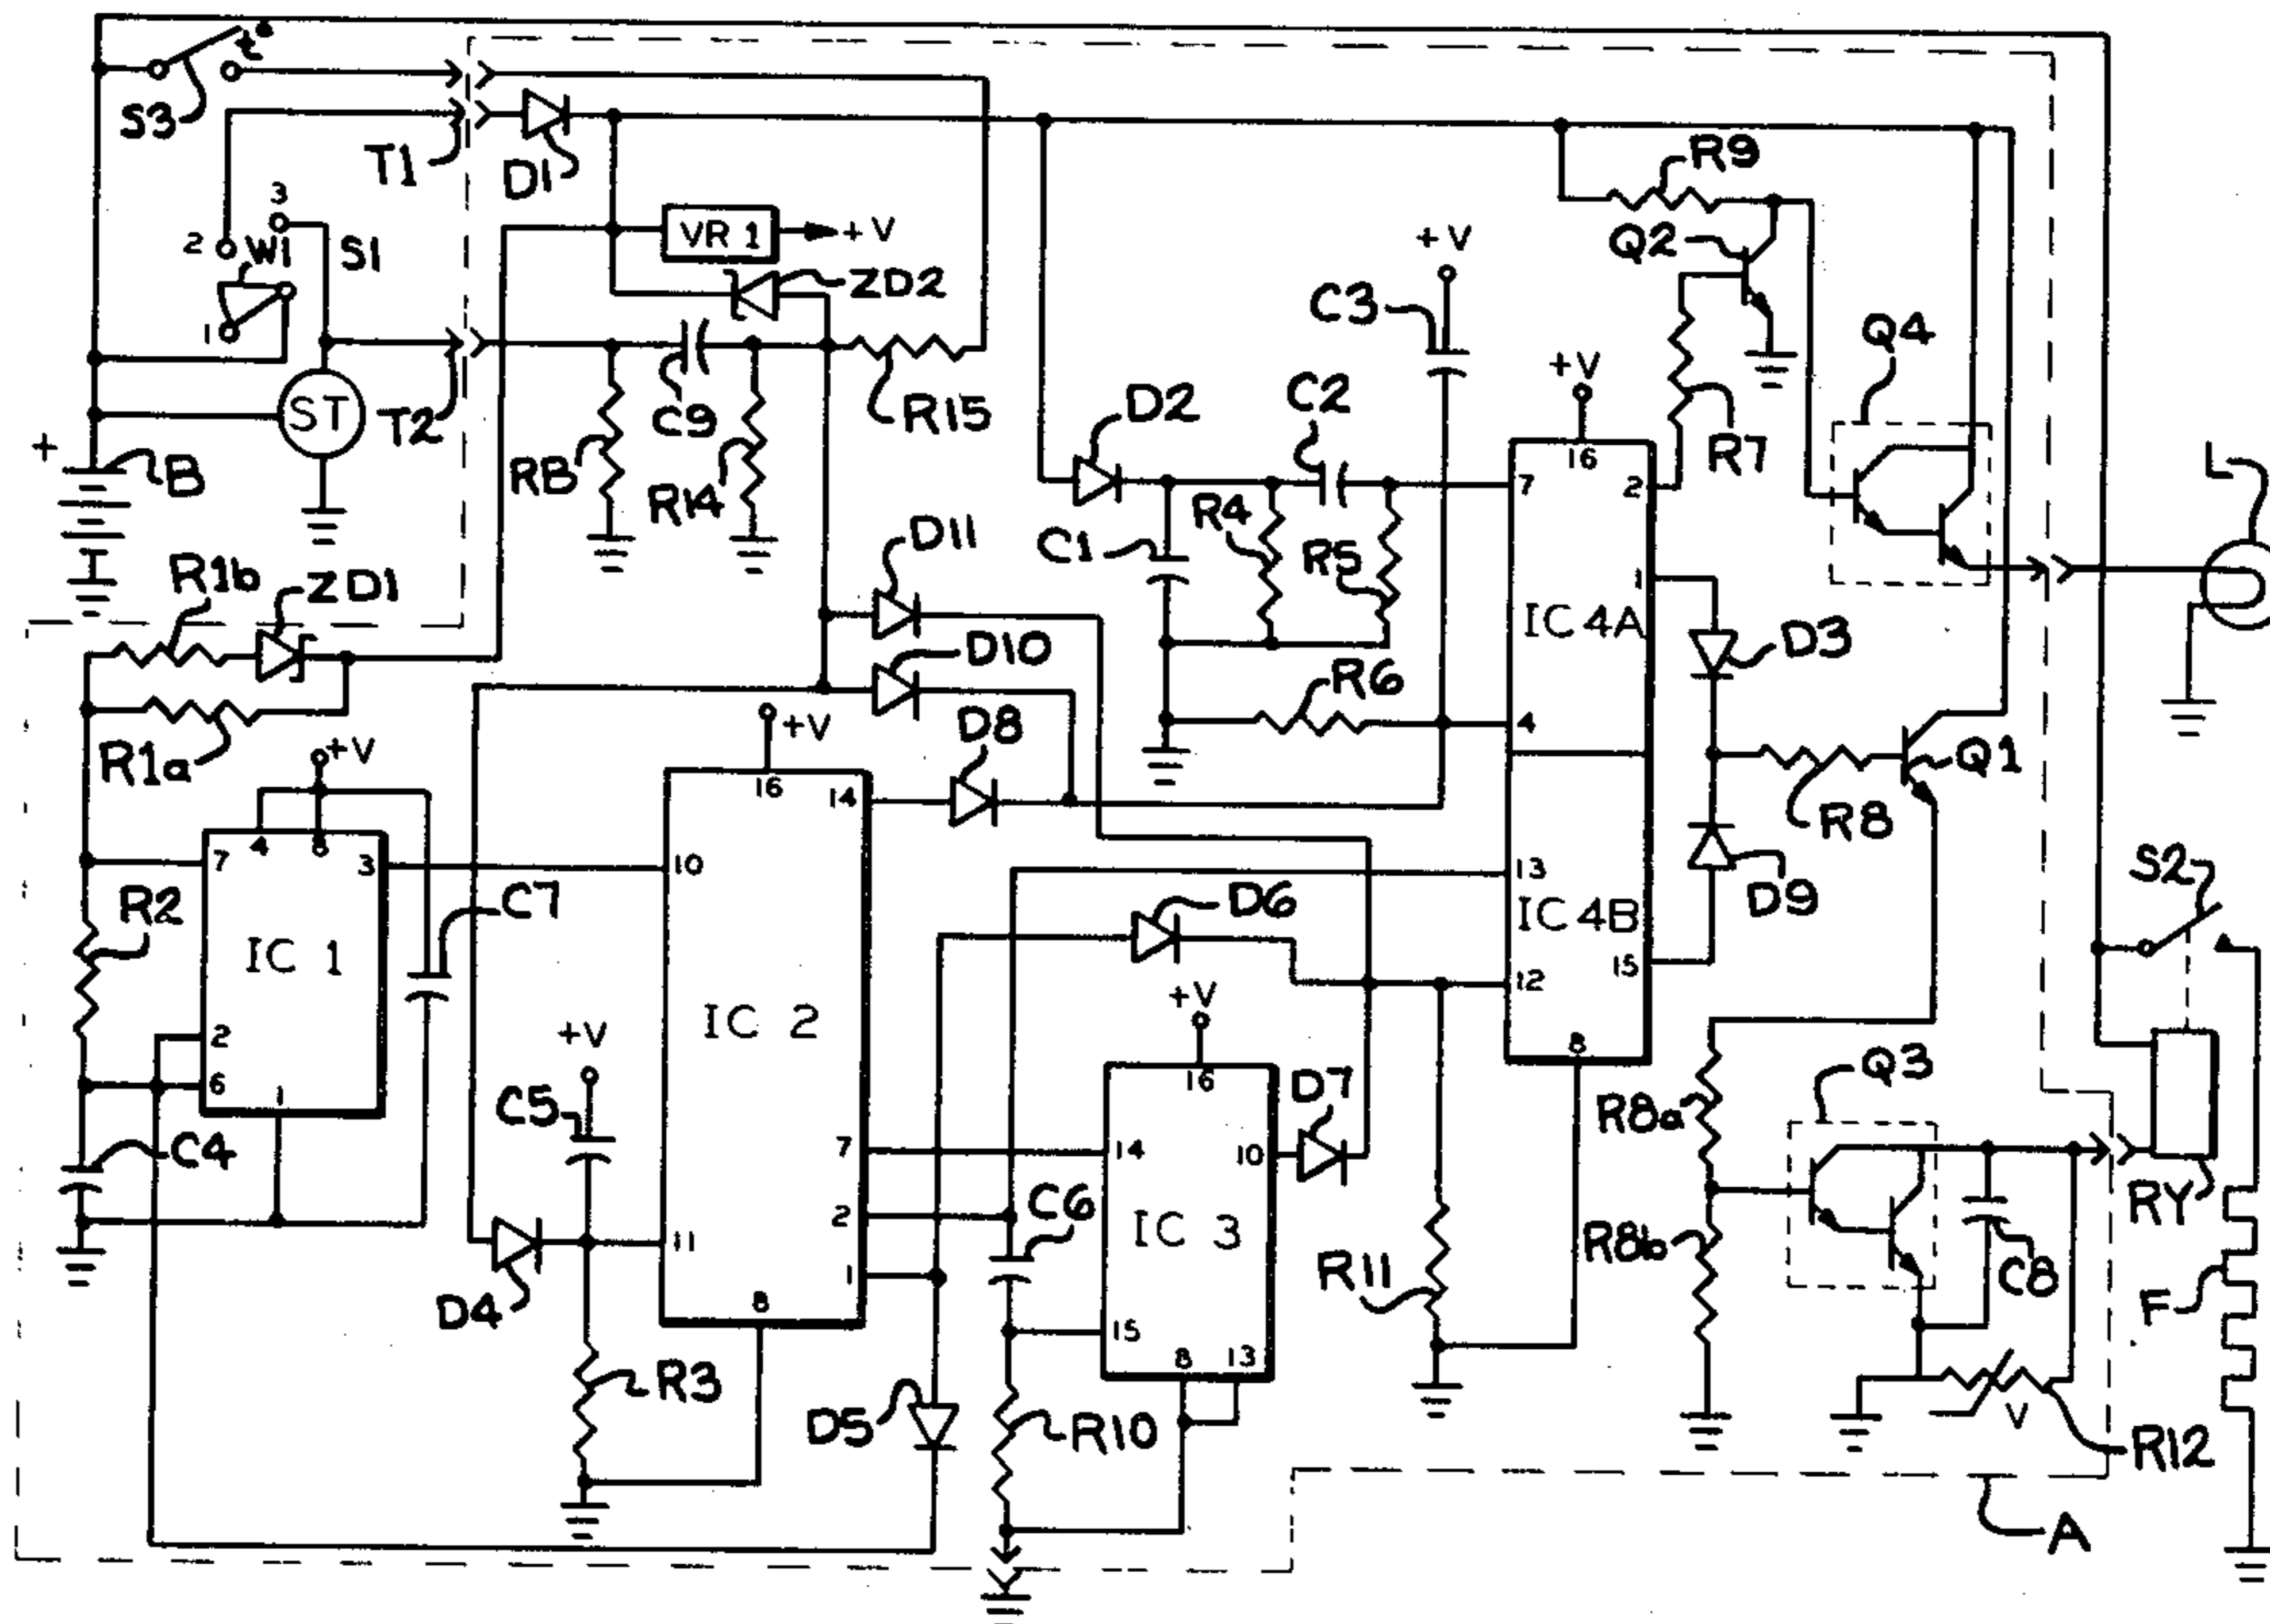 t°
S3
T1
D1
R9
3
2
W1
S1
VR 1
+V
Q2
ZD2
+V
C3
1
Q4
+V
ST
T2
C9
R15
D2
C2
+
B
RB
R14
R7
L
16
7
2
D11
C1
R4
R5
R1b
ZD1
1
IC 4A
D3
D10
R6
+V
D8
4
R1a
+V
Q1
16
14
R8
4
8
7
3
10
13
S2
R2
C7
D6
D9
IC 1
IC 4B
15
12
+V
IC 2
+V
2
8
Q3
6
1
C5
16
D7
R8a
C4
7
14
10
RY
2
C6
IC 3
11
R8b
C8
1
R11
F
D4
8
15
8
13
R3
D5
R10
V
R12
A